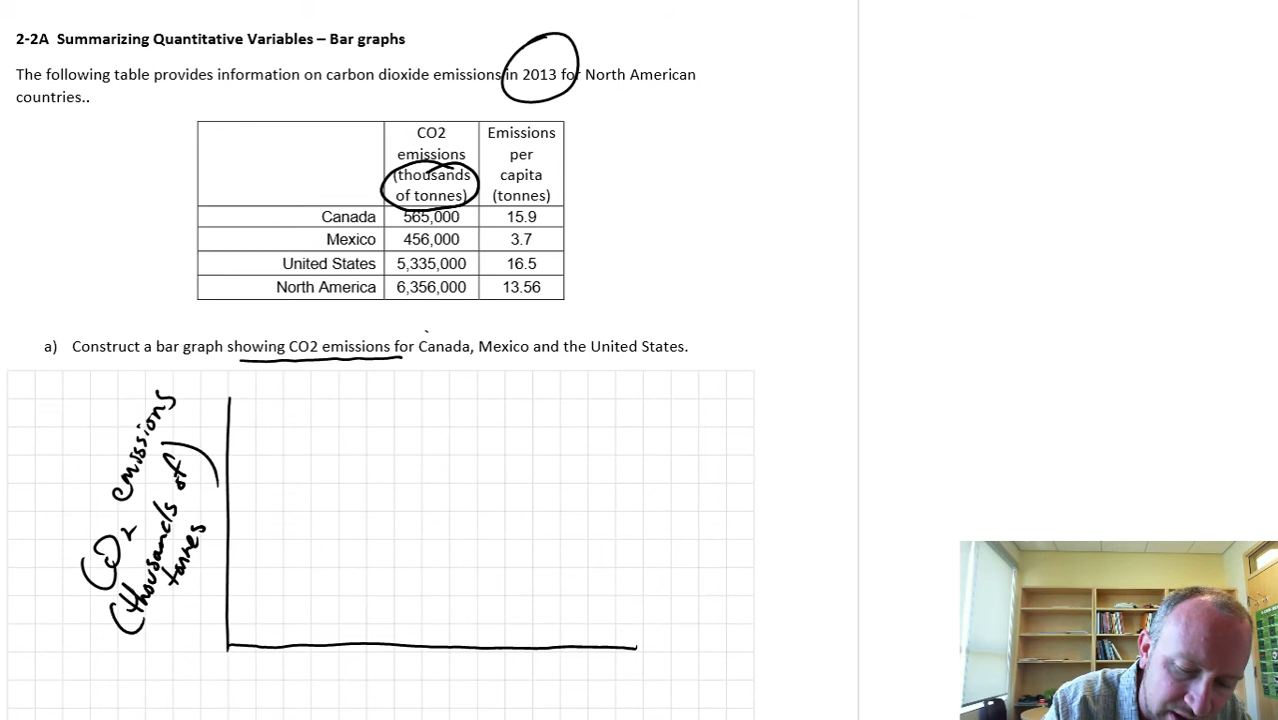 2-2A Summarizing Quantitative Variables – Bar graphs
The following table provides information on carbon dioxide emissions in 2013 for North American
countries..
CO2 emissions (thousands of tonnes) Emissions per capita (tonnes)
Canada 565,000 15.9
Mexico 456,000 3.7
United States 5,335,000 16.5
North America 6,356,000 13.56
a) Construct a bar graph showing CO2 emissions for Canada, Mexico and the United States.
CO2 emissions
(thousands of)
tonnes